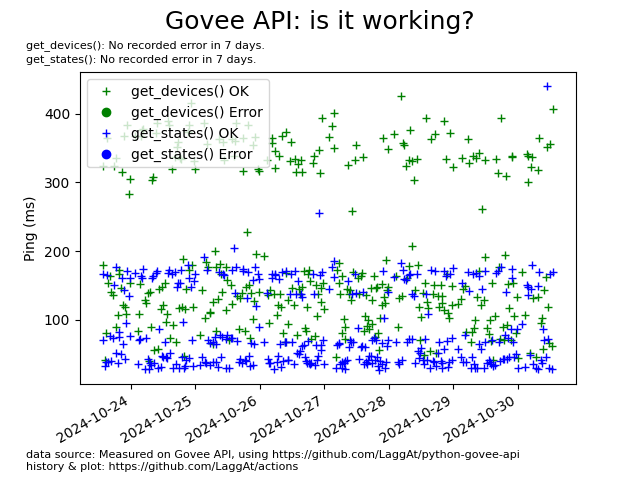 Govee API: is it working?
get_devices(): No recorded error in 7 days.
get_states(): No recorded error in 7 days.
get_devices() OK
get_devices() Error
get_states() OK
get_states() Error
Ping (ms)
400
300
200
100
2024-10-24
2024-10-25
2024-10-26
2024-10-27
2024-10-28
2024-10-29
2024-10-30
data source: Measured on Govee API, using https://github.com/LaggAt/python-govee-api
history & plot: https://github.com/LaggAt/actions